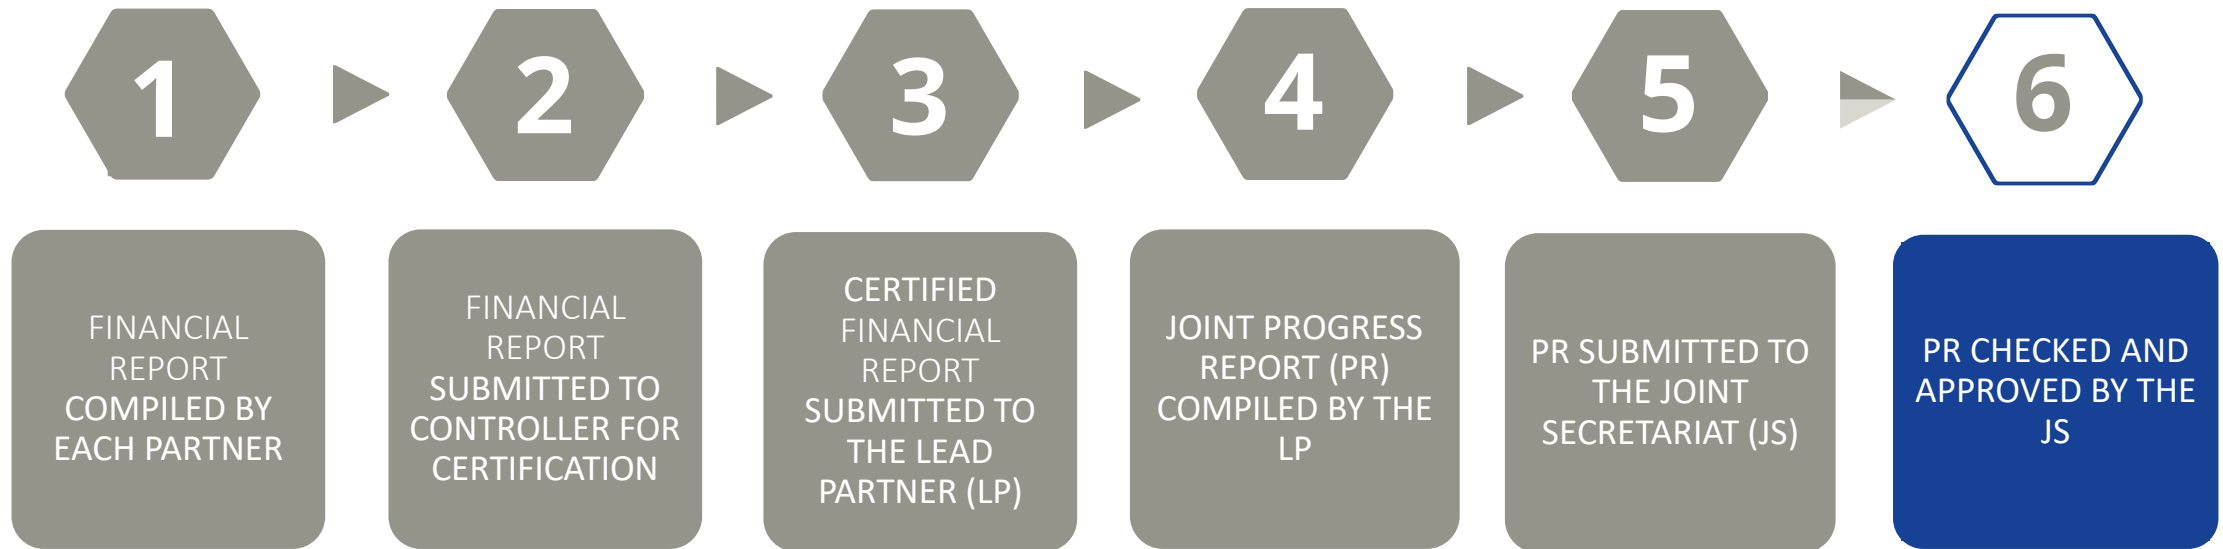 1
2
3
4
5
6
FINANCIAL
REPORT
COMPILED BY
EACH PARTNER
FINANCIAL
REPORT
SUBMITTED TO
CONTROLLER FOR
CERTIFICATION
CERTIFIED
FINANCIAL
REPORT
SUBMITTED TO
THE LEAD
PARTNER (LP)
JOINT PROGRESS
REPORT (PR)
COMPILED BY THE
LP
PR SUBMITTED TO
THE JOINT
SECRETARIAT (JS)
PR CHECKED AND
APPROVED BY THE
JS